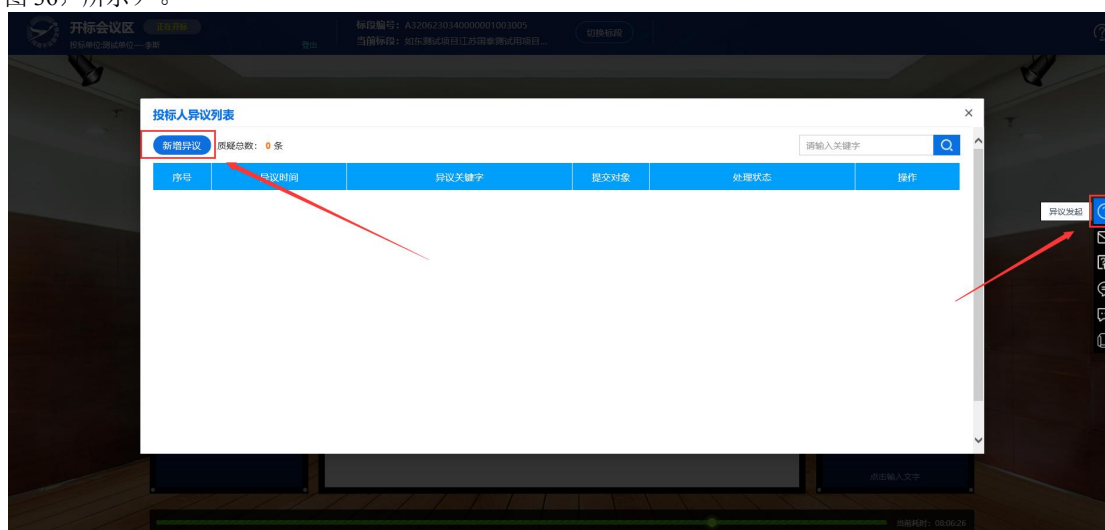 图 36）所示）。
开标会议区 正在开标
投标单位:测试单位----李斯
登出
标段编号：A3206230340000001003005
当前标段：如东测试项目江苏国泰测试用项目...
切换标段
投标人异议列表
新增异议 质疑总数：0 条
请输入关键字
序号 异议时间 异议关键字 提交对象 处理状态 操作
异议发起
点击输入文字
当前耗时：08:06:26